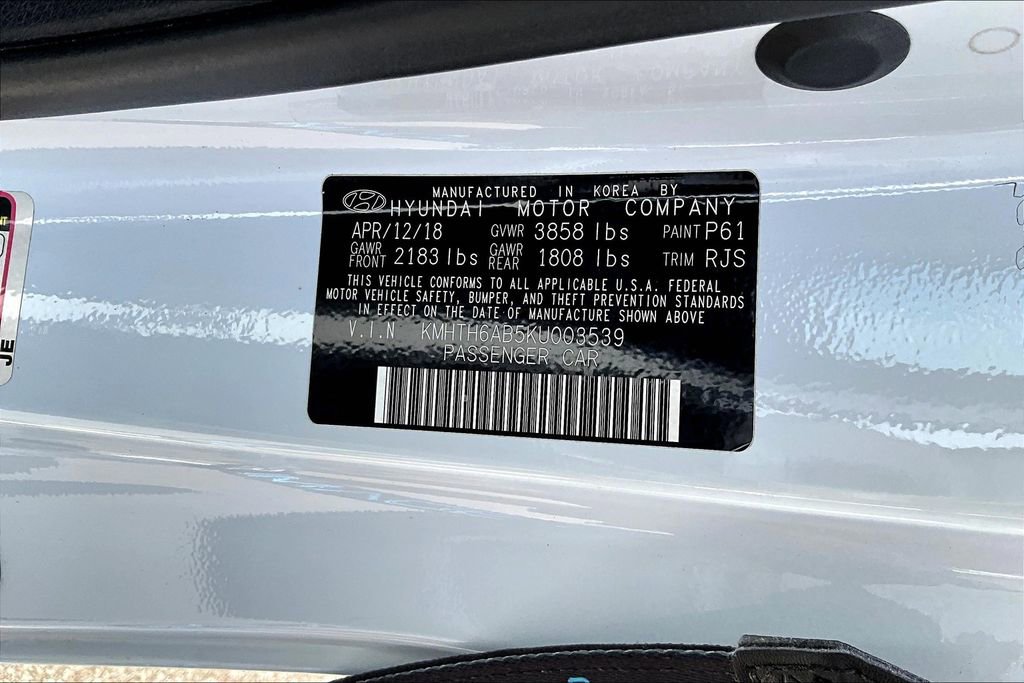 MANUFACTURED IN KOREA BY
HYUNDAI MOTOR COMPANY
APR/12/18 GVWR 3858 lbs PAINT P61
GAWR FRONT 2183 lbs GAWR REAR 1808 lbs TRIM RJS
THIS VEHICLE CONFORMS TO ALL APPLICABLE U.S.A. FEDERAL
MOTOR VEHICLE SAFETY, BUMPER, AND THEFT PREVENTION STANDARDS
IN EFFECT ON THE DATE OF MANUFACTURE SHOWN ABOVE
V.I.N KMHTH6AB5KU003539
PASSENGER CAR
JE